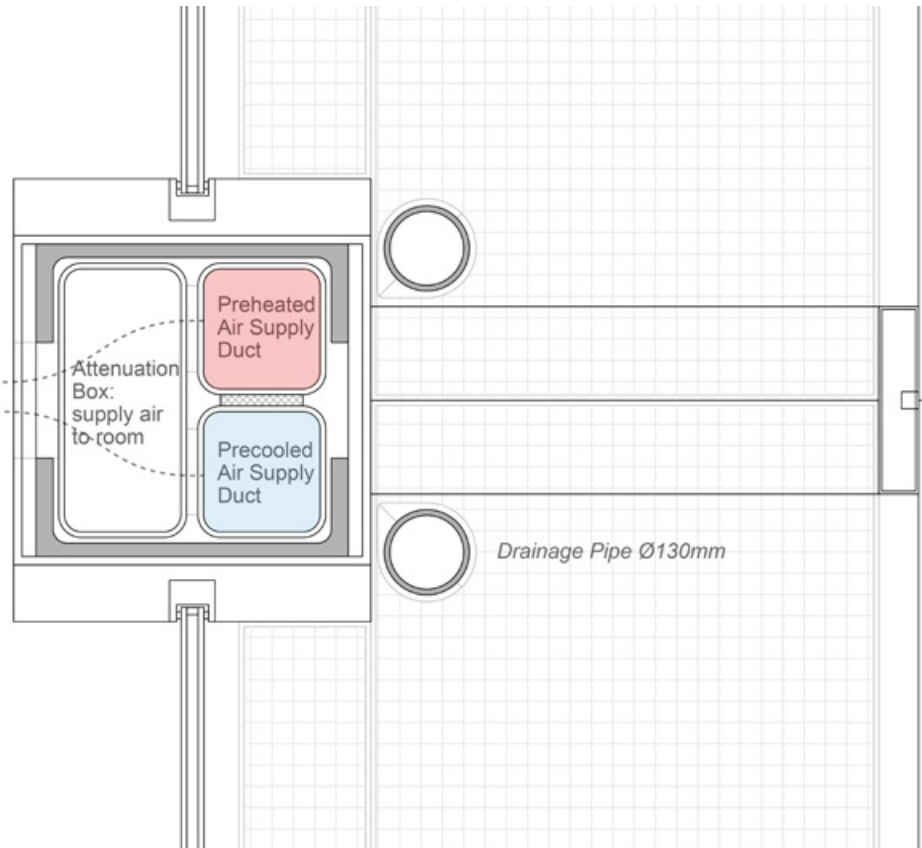 Preheated
Air Supply
Duct
Attenuation
Box:
supply air
to room
Precooled
Air Supply
Duct
Drainage Pipe Ø130mm